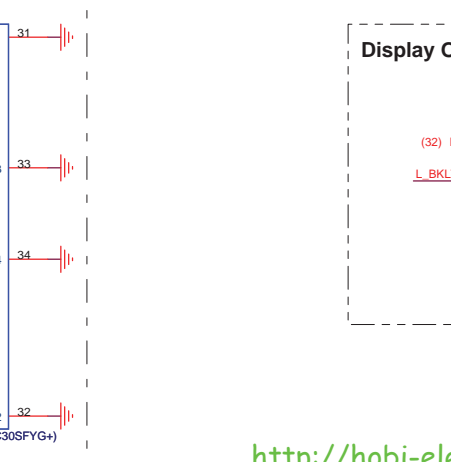 31
Display C
(32)
L_BKL
33
34
32
30SFYG+)
http://hobi-ele